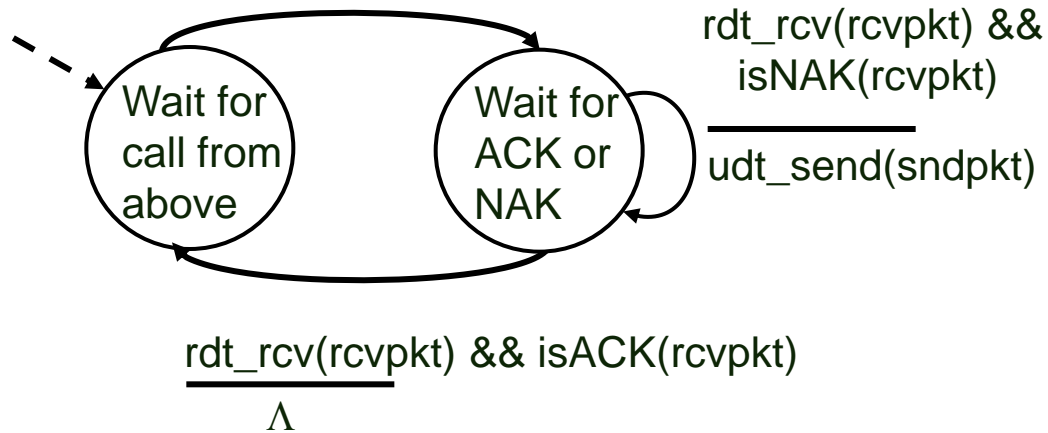 rdt_rcv(rcvpkt) &&
isNAK(rcvpkt)
udt_send(sndpkt)
Wait for
call from
above
Wait for
ACK or
NAK
rdt_rcv(rcvpkt) && isACK(rcvpkt)
Λ